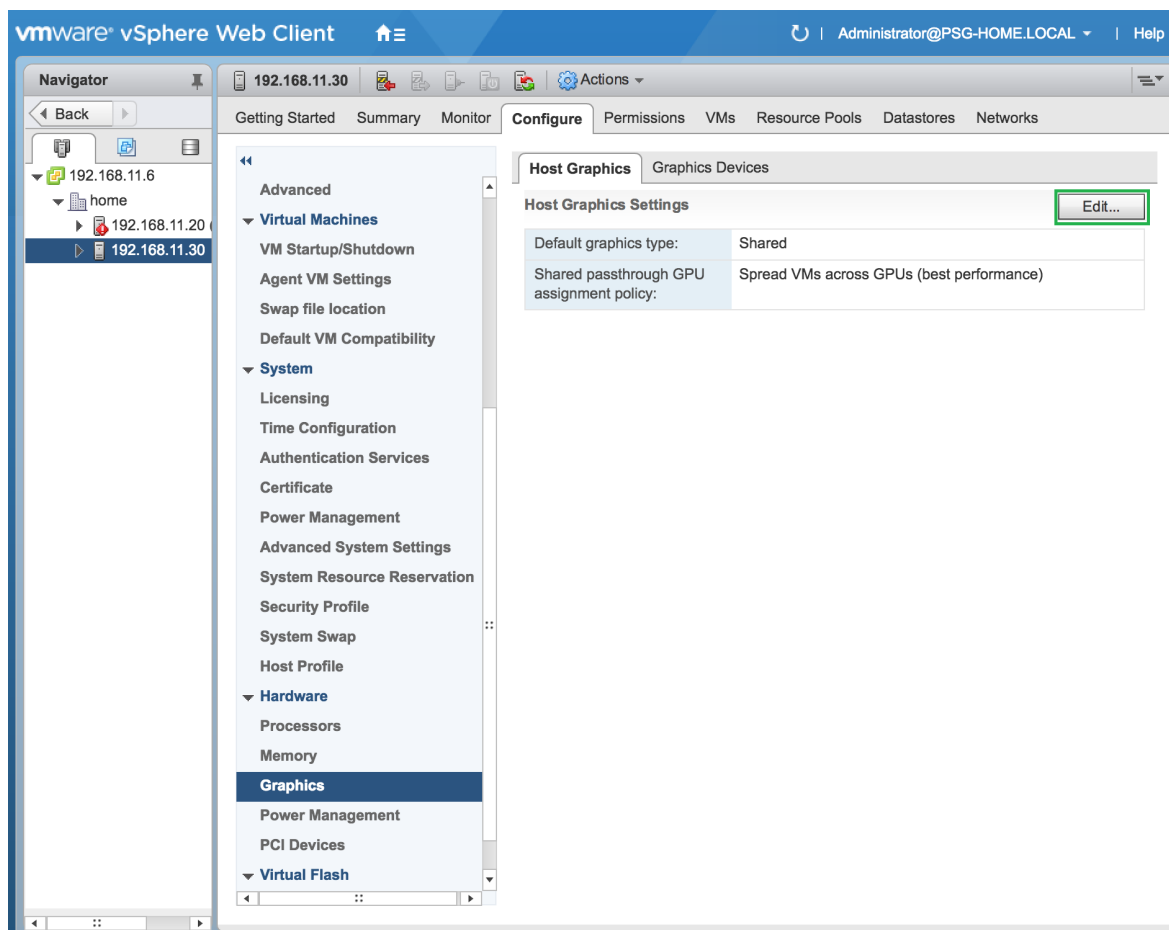 vmware® vSphere Web Client
Administrator@PSG-HOME.LOCAL
Help
Navigator
192.168.11.30
Actions
Back
Getting Started
Summary
Monitor
Configure
Permissions
VMs
Resource Pools
Datastores
Networks
192.168.11.6
home
192.168.11.20 (
192.168.11.30
Advanced
Virtual Machines
VM Startup/Shutdown
Agent VM Settings
Swap file location
Default VM Compatibility
System
Licensing
Time Configuration
Authentication Services
Certificate
Power Management
Advanced System Settings
System Resource Reservation
Security Profile
System Swap
Host Profile
Hardware
Processors
Memory
Graphics
Power Management
PCI Devices
Virtual Flash
Host Graphics
Graphics Devices
Host Graphics Settings
Edit...
Default graphics type:
Shared
Shared passthrough GPU
assignment policy:
Spread VMs across GPUs (best performance)